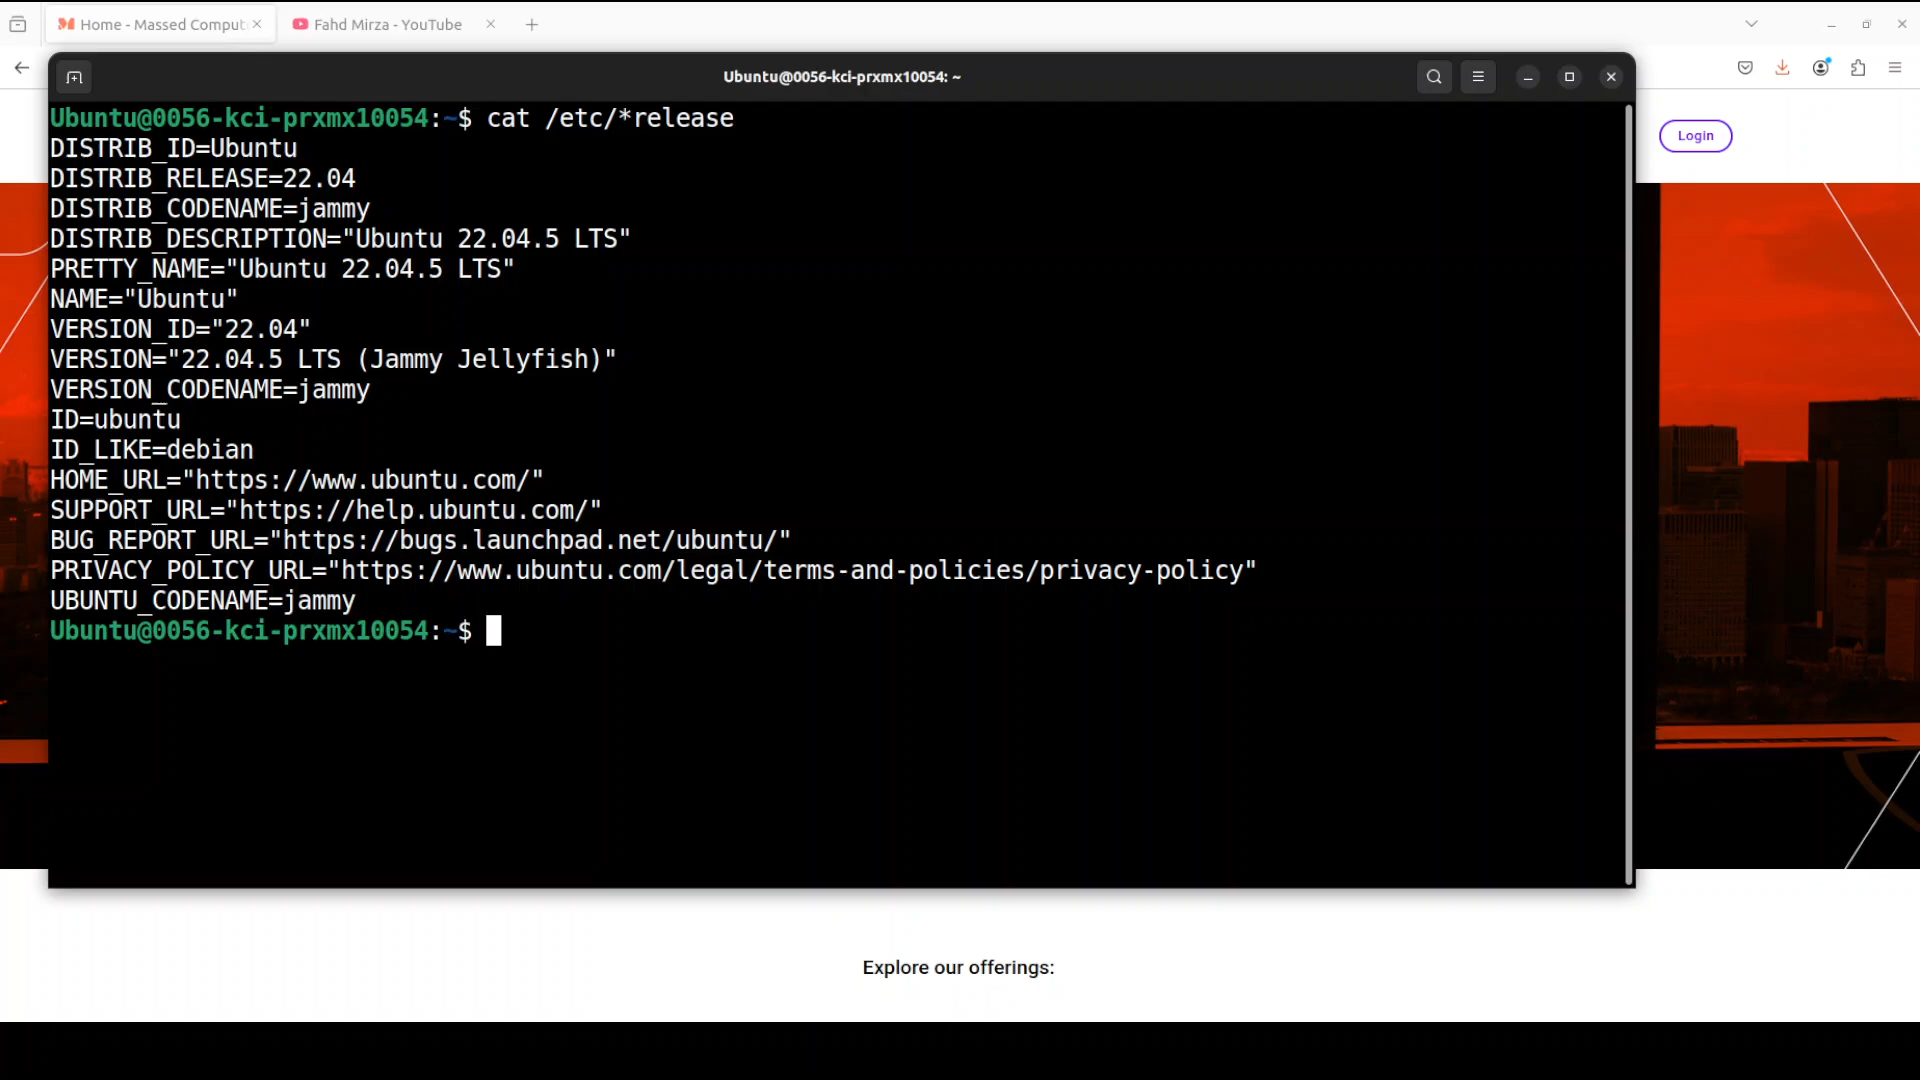 Home - Massed Comput
Fahd Mirza - YouTube
Ubuntu@0056-kci-prxmx10054: ~
Ubuntu@0056-kci-prxmx10054:~$ cat /etc/*release
DISTRIB_ID=Ubuntu
DISTRIB_RELEASE=22.04
DISTRIB_CODENAME=jammy
DISTRIB_DESCRIPTION="Ubuntu 22.04.5 LTS"
PRETTY_NAME="Ubuntu 22.04.5 LTS"
NAME="Ubuntu"
VERSION_ID="22.04"
VERSION="22.04.5 LTS (Jammy Jellyfish)"
VERSION_CODENAME=jammy
ID=ubuntu
ID_LIKE=debian
HOME_URL="https://www.ubuntu.com/"
SUPPORT_URL="https://help.ubuntu.com/"
BUG_REPORT_URL="https://bugs.launchpad.net/ubuntu/"
PRIVACY_POLICY_URL="https://www.ubuntu.com/legal/terms-and-policies/privacy-policy"
UBUNTU_CODENAME=jammy
Ubuntu@0056-kci-prxmx10054:~$
Login
Explore our offerings: